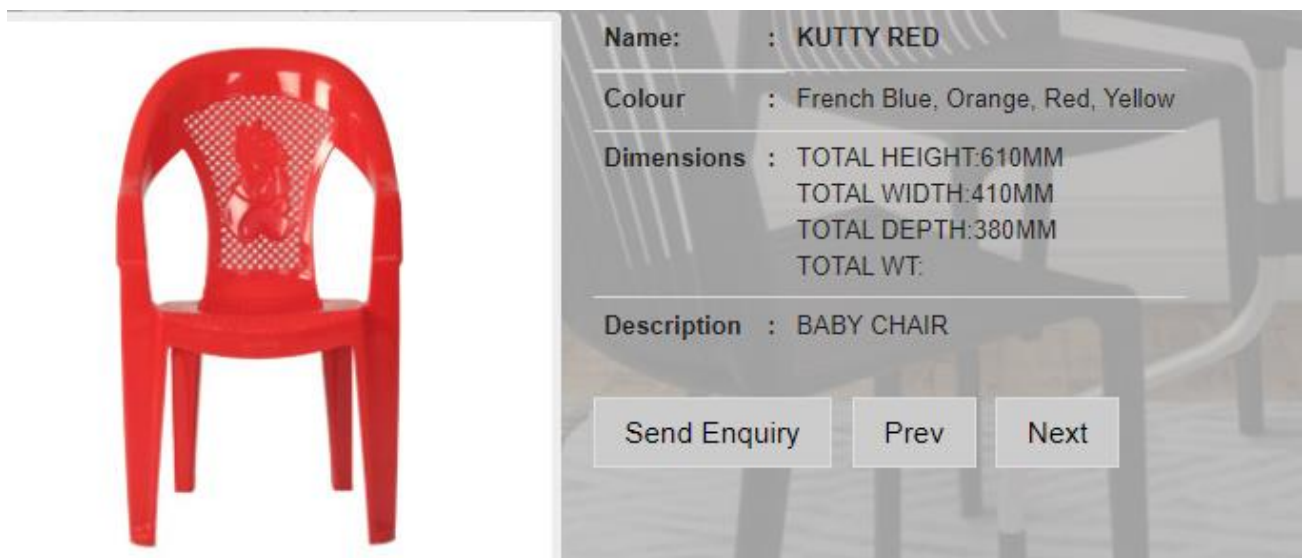 Name: : KUTTY RED
Colour : French Blue, Orange, Red, Yellow
Dimensions : TOTAL HEIGHT:610MM
TOTAL WIDTH:410MM
TOTAL DEPTH:380MM
TOTAL WT:
Description : BABY CHAIR
Send Enquiry Prev Next